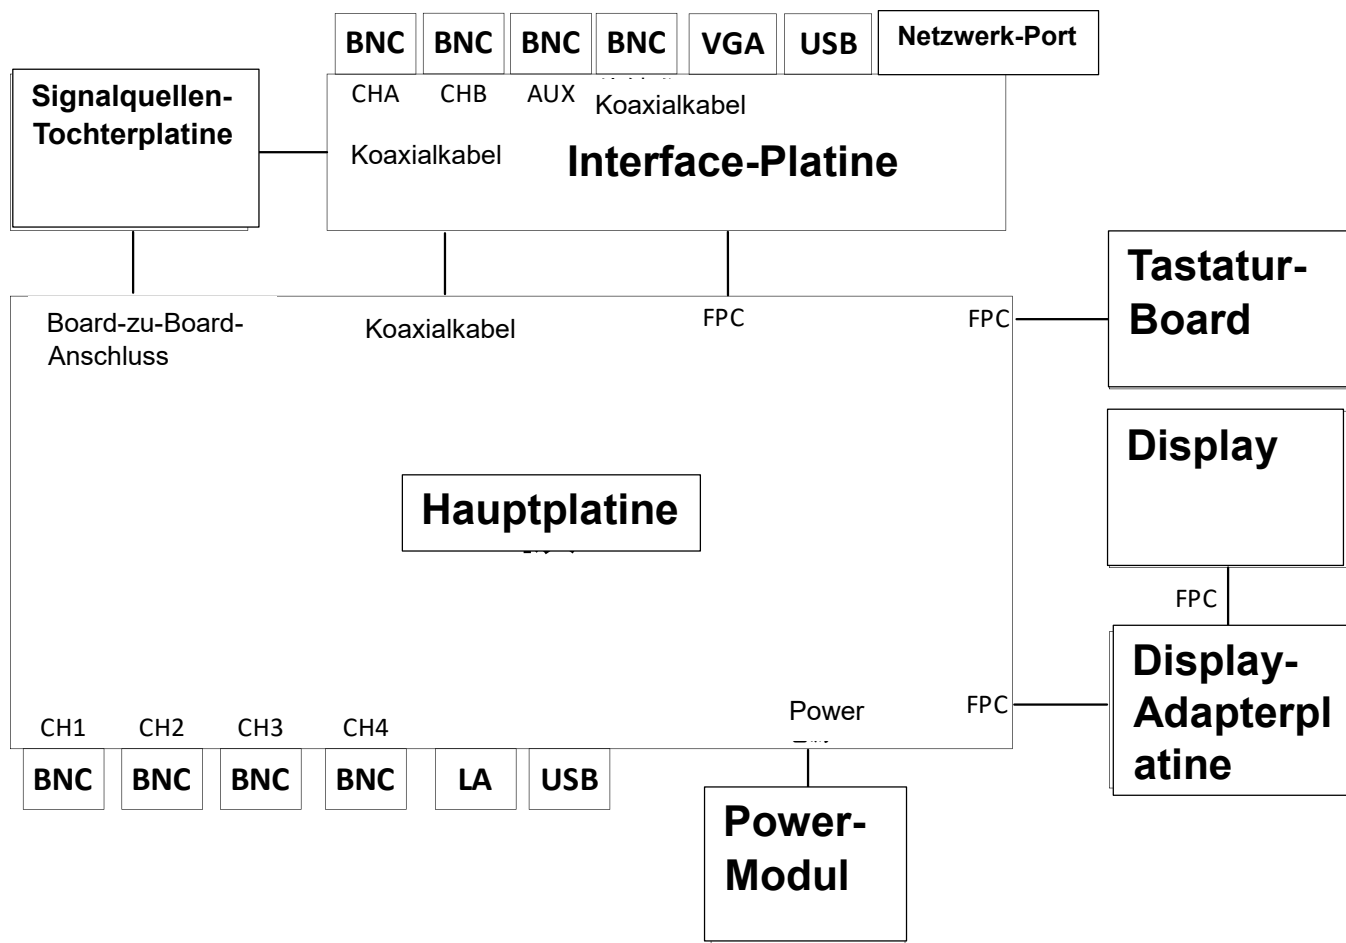 BNC BNC BNC BNC VGA USB Netzwerk-Port
CHA CHB AUX Koaxialkabel
Signalquellen-
Tochterplatine
Koaxialkabel
Interface-Platine
Board-zu-Board-
Anschluss
Koaxialkabel
FPC
FPC
Tastatur-
Board
Display
Hauptplatine
FPC
Display-
Adapterpl
atine
FPC
Power
CH1 CH2 CH3 CH4
BNC BNC BNC BNC LA USB
Power-
Modul